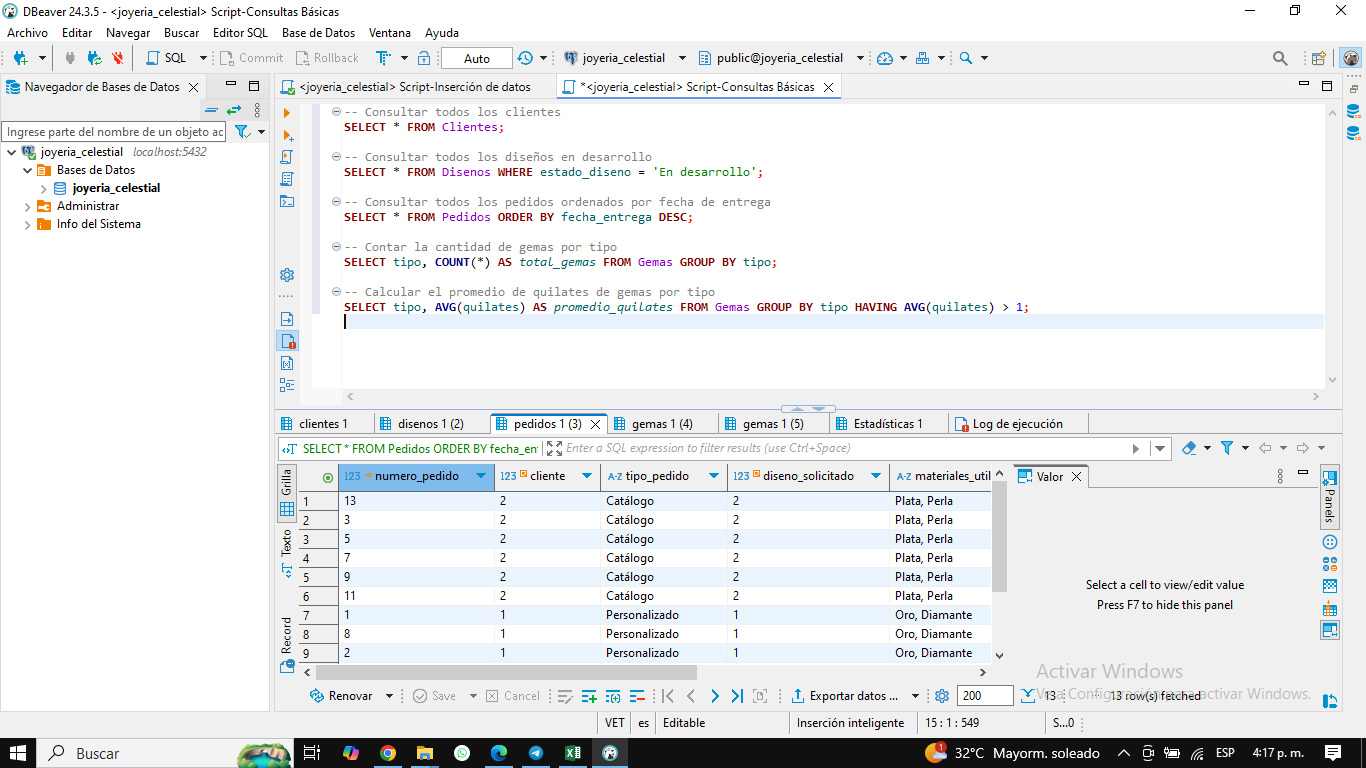 DBeaver 24.3.5 - <joyeria_celestial> Script-Consultas Básicas
Archivo Editar Navegar Buscar Editor SQL Base de Datos Ventana Ayuda
SQL Commit Rollback Auto joyeria_celestial public@joyeria_celestial
Navegador de Bases de Datos
<joyeria_celestial> Script-Inserción de datos
*<joyeria_celestial> Script-Consultas Básicas
Ingrese parte del nombre de un objeto ac
joyeria_celestial localhost:5432
Bases de Datos
joyeria_celestial
Administrar
Info del Sistema
-- Consultar todos los clientes
SELECT * FROM Clientes;
-- Consultar todos los diseños en desarrollo
SELECT * FROM Disenos WHERE estado_diseno = 'En desarrollo';
-- Consultar todos los pedidos ordenados por fecha de entrega
SELECT * FROM Pedidos ORDER BY fecha_entrega DESC;
-- Contar la cantidad de gemas por tipo
SELECT tipo, COUNT(*) AS total_gemas FROM Gemas GROUP BY tipo;
-- Calcular el promedio de quilates de gemas por tipo
SELECT tipo, AVG(quilates) AS promedio_quilates FROM Gemas GROUP BY tipo HAVING AVG(quilates) > 1;
clientes 1 disenos 1 (2) pedidos 1 (3) gemas 1 (4) gemas 1 (5) Estadísticas 1 Log de ejecución
SELECT * FROM Pedidos ORDER BY fecha_en Enter a SQL expression to filter results (use Ctrl+Space)
Grilla
Texto
Record
123 numero_pedido 123 cliente A-Z tipo_pedido 123 diseno_solicitado A-Z materiales_util
1 13 2 Catálogo 2 Plata, Perla
2 3 2 Catálogo 2 Plata, Perla
3 5 2 Catálogo 2 Plata, Perla
4 7 2 Catálogo 2 Plata, Perla
5 9 2 Catálogo 2 Plata, Perla
6 11 2 Catálogo 2 Plata, Perla
7 1 1 Personalizado 1 Oro, Diamante
8 8 1 Personalizado 1 Oro, Diamante
9 2 1 Personalizado 1 Oro, Diamante
Valor
Panels
Select a cell to view/edit value
Press F7 to hide this panel
Activar Windows
Renovar Save Cancel Exportar datos ... 200 13 13 row(s) fetched
activar Windows.
VET es Editable Inserción inteligente 15 : 1 : 549 S...0
Buscar 1 32°C Mayorm. soleado ESP 4:17 p. m.